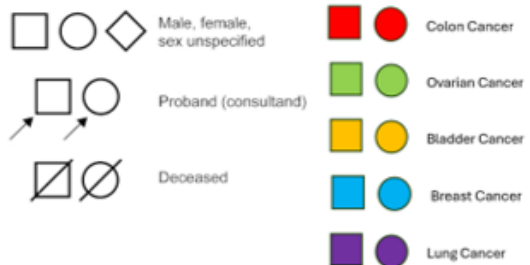 Male, female,
sex unspecified
Proband (consultand)
Deceased
Colon Cancer
Ovarian Cancer
Bladder Cancer
Breast Cancer
Lung Cancer